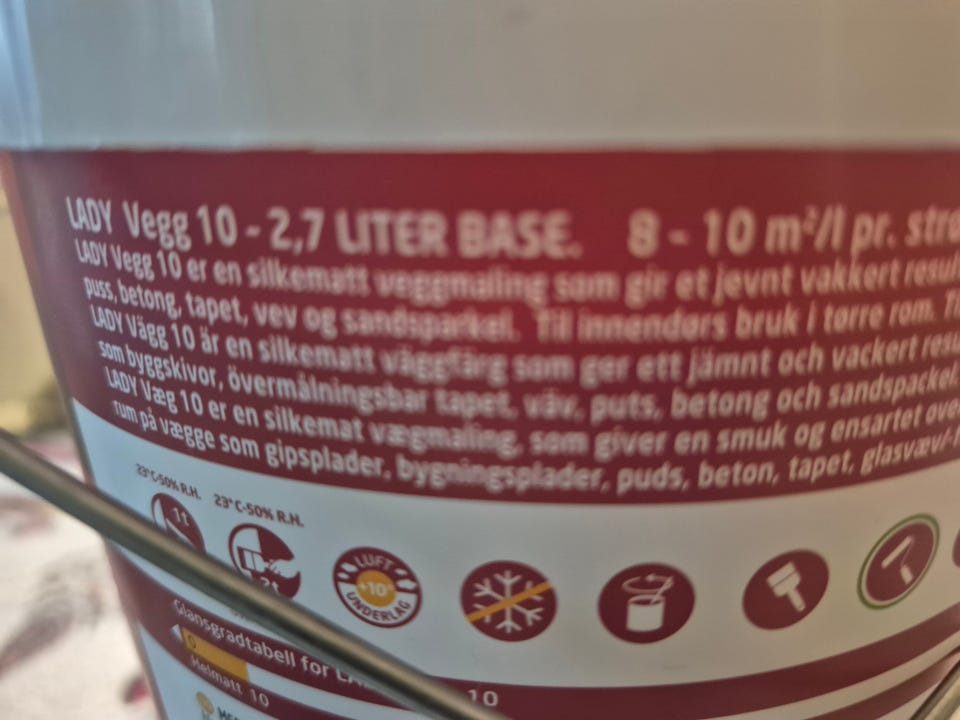 LADY Vegg 10 - 2,7 LITER BASE. 8 - 10 m²/l pr. strø
LADY Vegg 10 er en silkematt veggmaling som gir et jevnt vakkert resul
puss, betong, tapet, vev og sandsparkel. Til innendørs bruk i tørre rom. Ti
LADY Vägg 10 är en silkematt väggfärg som ger ett jämnt och vackert resu
som byggskivor, övermålningsbar tapet, väv, puts, betong och sandspackel.
LADY Væg 10 er en silkemat vægmaling, som giver en smuk og ensartet ove
rum på vægge som gipsplader, bygningsplader, puds, beton, tapet, glasvæv/-
23°C-50% R.H. 23°C-50% R.H.
1t
2t
LUFT
+10°
UNDERLAG
Glansgradtabell for LA 10
0
Helmatt 10